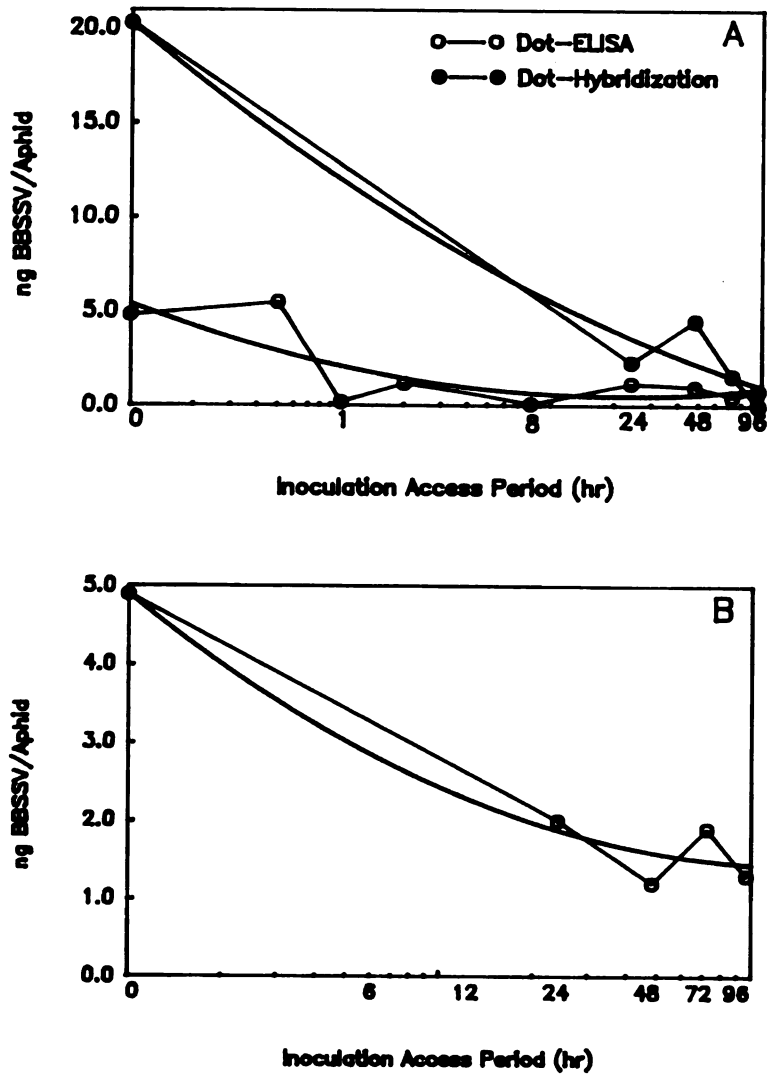 A
Dot-ELISA
Dot-Hybridization
20.0
15.0
10.0
5.0
0.0
ng BBSSV/Aphid
0 1 8 24 48 96
Inoculation Access Period (hr)
B
5.0
4.0
3.0
2.0
1.0
0.0
ng BBSSV/Aphid
0 6 12 24 48 72 96
Inoculation Access Period (hr)